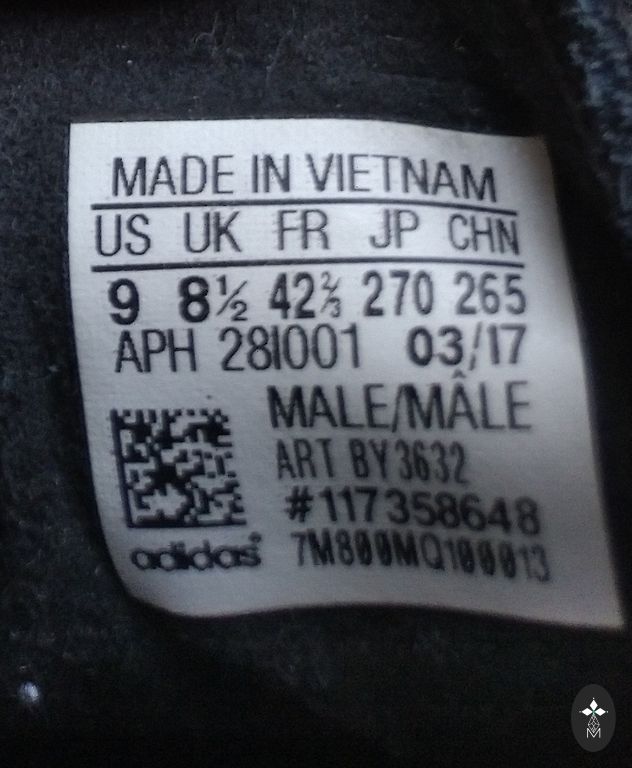 MADE IN VIETNAM
US UK FR JP CHN
9 8½ 42⅔ 270 265
APH 28I001 03/17
MALE/MÂLE
ART BY3632
#117358648
adidas 7M800MQ100013
M